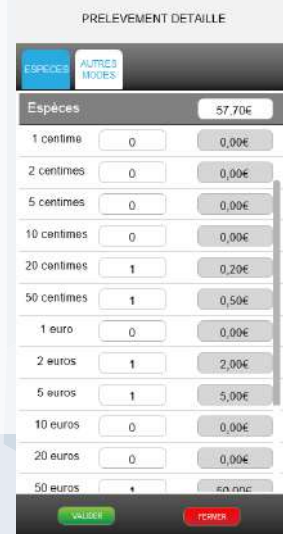 PRELEVEMENT DETAILLE
ESPECES
AUTRES
MODES
Espèces 57,70€
1 centime 0 0,00€
2 centimes 0 0,00€
5 centimes 0 0,00€
10 centimes 0 0,00€
20 centimes 1 0,20€
50 centimes 1 0,50€
1 euro 0 0,00€
2 euros 1 2,00€
5 euros 1 5,00€
10 euros 0 0,00€
20 euros 0 0,00€
50 euros 1 50,00€
VALIDER FERMER